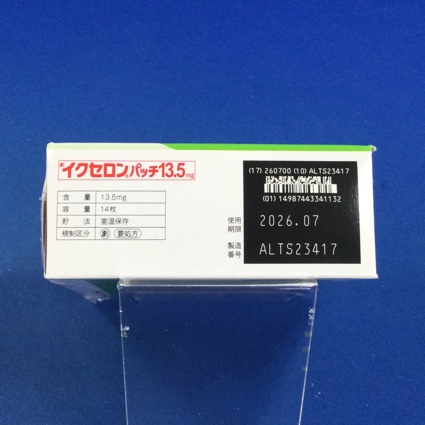 劇 イクセロンパッチ13.5mg
含 量 13.5mg
容 量 14枚
貯 法 室温保存
規制区分 劇 要処方
(17) 260700 (10) ALTS23417
(01) 14987443341132
使用期限 2026.07
製造番号 ALTS23417